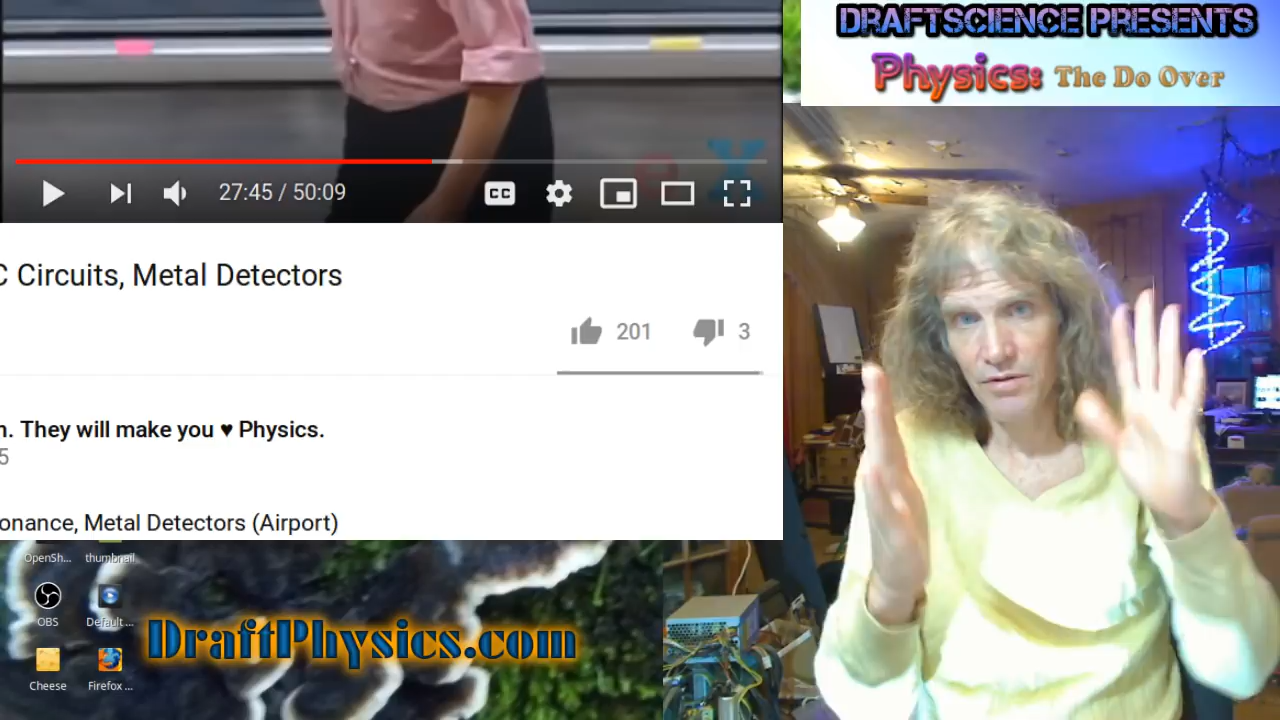 DRAFTSCIENCE PRESENTS
Physics: The Do Over
27:45 / 50:09
CC
C Circuits, Metal Detectors
201
3
n. They will make you ♥ Physics.
5
onance, Metal Detectors (Airport)
OpenSh... thumbnail
OBS Default ...
DraftPhysics.com
Cheese Firefox ...